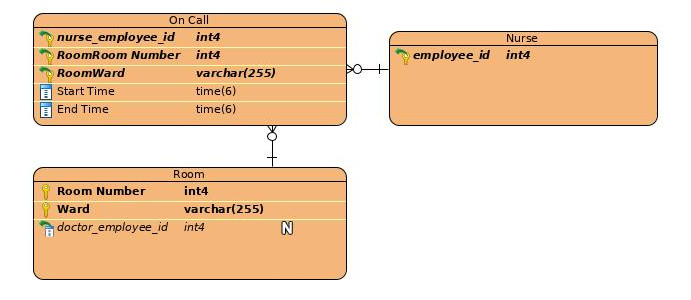 On Call
nurse_employee_id int4
RoomRoom Number int4
RoomWard varchar(255)
Start Time time(6)
End Time time(6)
Nurse
employee_id int4
Room
Room Number int4
Ward varchar(255)
doctor_employee_id int4 N